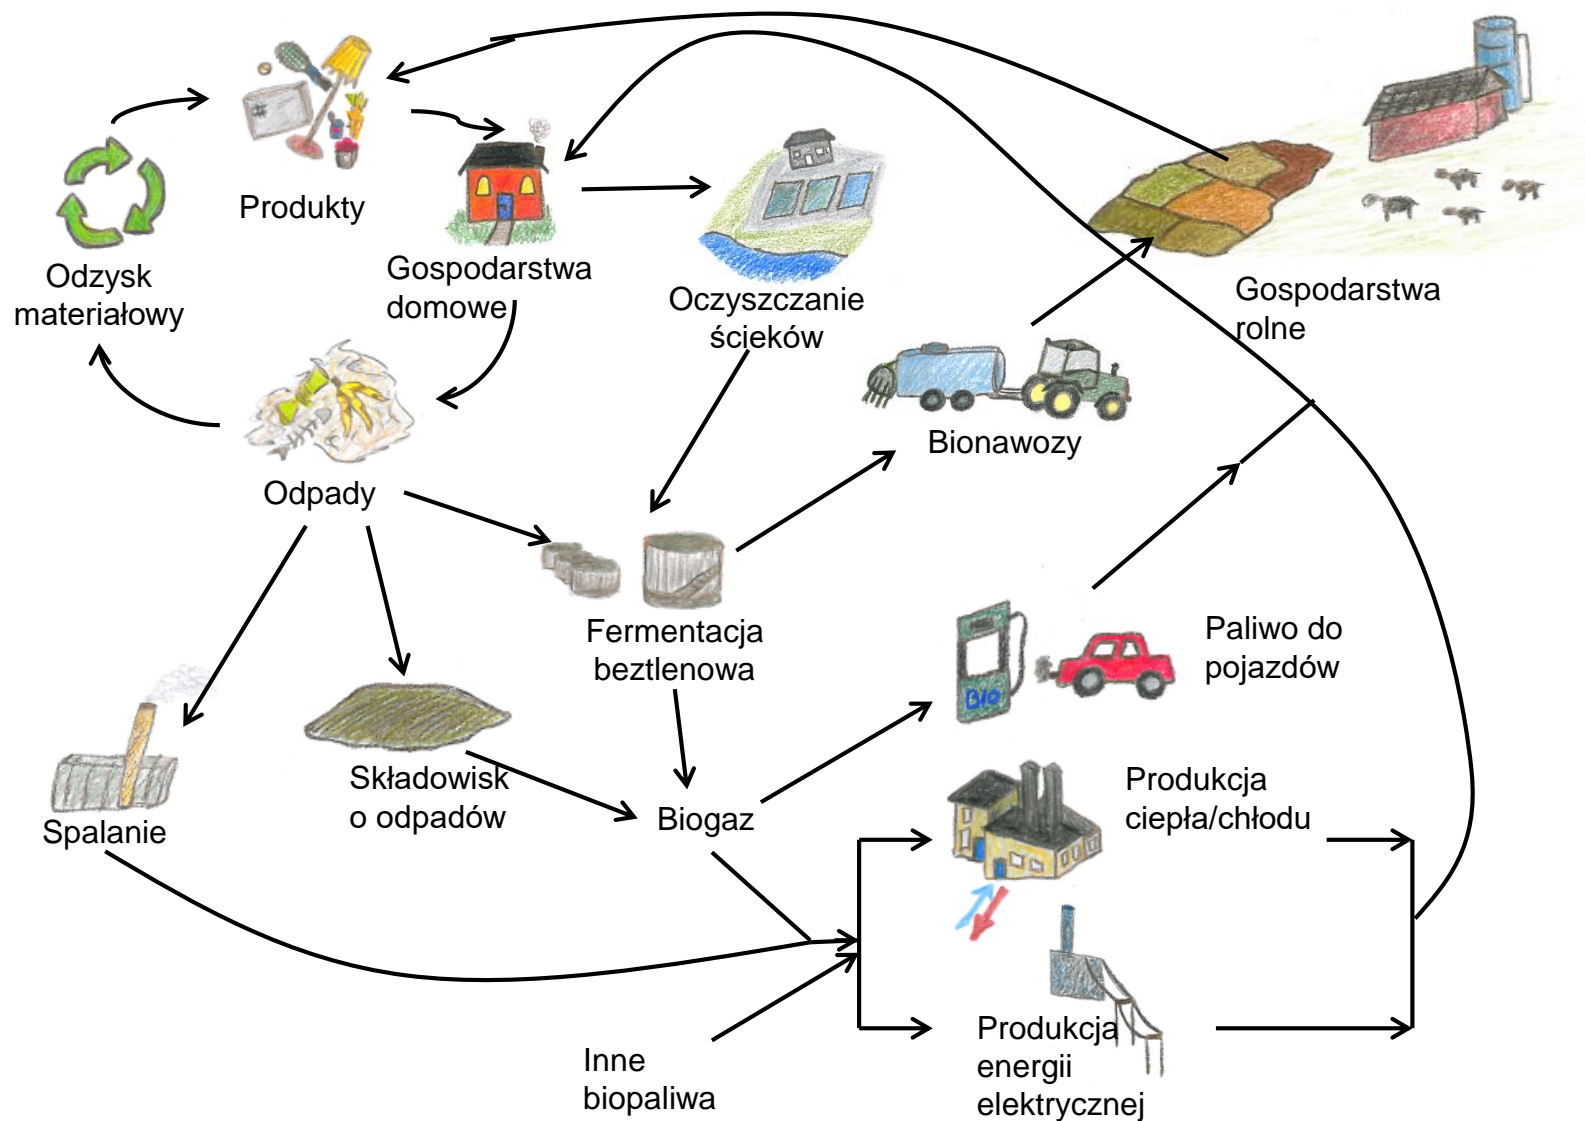 Produkty
Odzysk
materiałowy
Gospodarstwa
domowe
Oczyszczanie
ścieków
Gospodarstwa
rolne
Bionawozy
Odpady
Fermentacja
beztlenowa
BIO
Paliwo do
pojazdów
Składowisk
o odpadów
Spalanie
Biogaz
Produkcja
ciepła/chłodu
Inne
biopaliwa
Produkcja
energii
elektrycznej